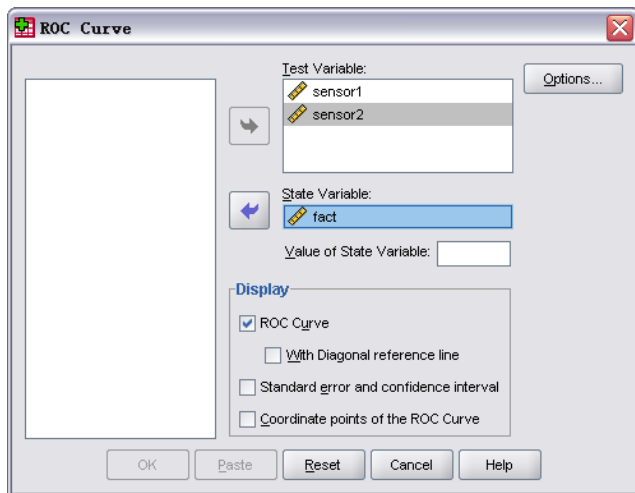 ROC Curve
Test Variable:
sensor1
sensor2
Options...
State Variable:
fact
Value of State Variable:
Display
ROC Curve
With Diagonal reference line
Standard error and confidence interval
Coordinate points of the ROC Curve
OK
Paste
Reset
Cancel
Help